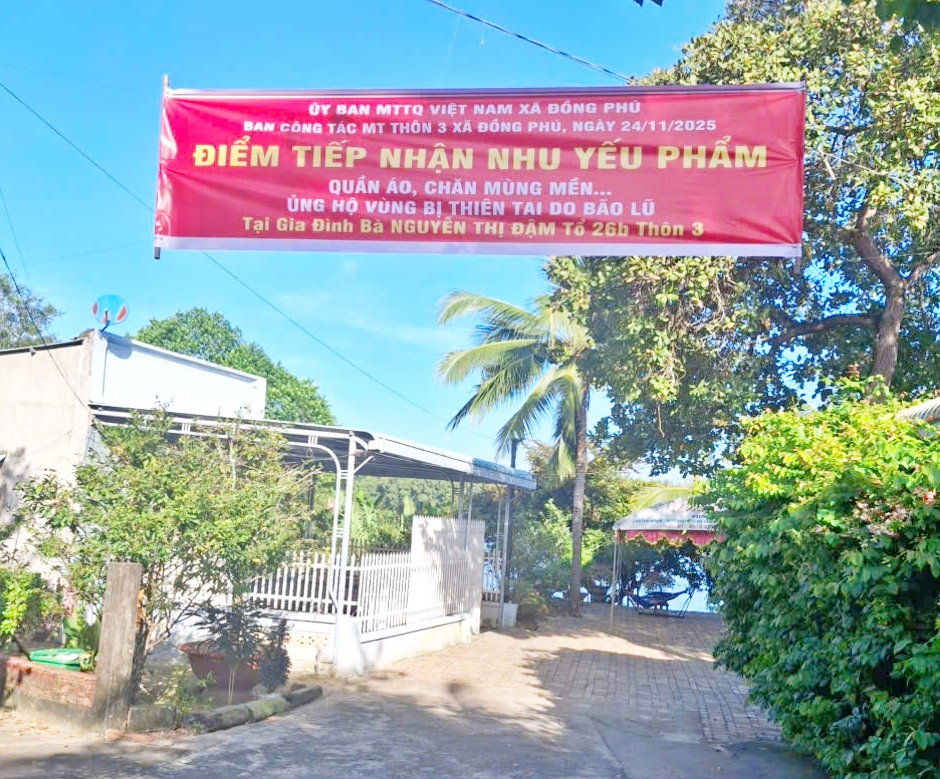 ỦY BAN MTTQ VIỆT NAM XÃ ĐỒNG PHÚ
BAN CÔNG TÁC MT THÔN 3 XÃ ĐỒNG PHÚ, NGÀY 24/11/2025
ĐIỂM TIẾP NHẬN NHU YẾU PHẨM
QUẦN ÁO, CHĂN MÙNG MỀN...
ỦNG HỘ VÙNG BỊ THIÊN TAI DO BÃO LŨ
Tại Gia Đình Bà NGUYỄN THỊ ĐẬM Tổ 26b Thôn 3